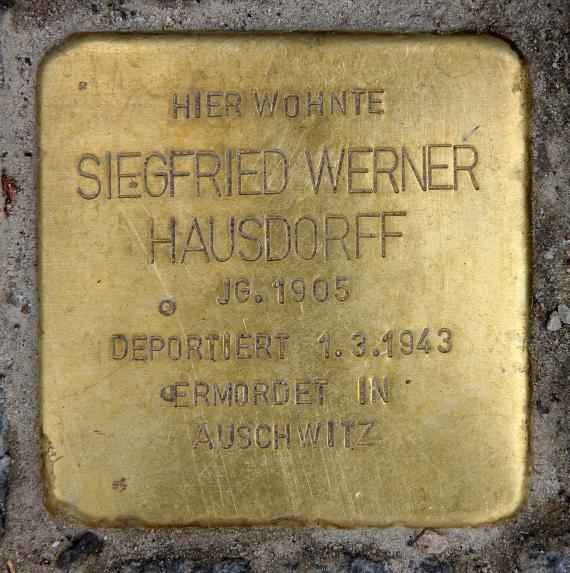 HIER WOHNTE
SIEGFRIED WERNER
HAUSDORFF
JG. 1905
DEPORTIERT 1.3.1943
ERMORDET IN
AUSCHWITZ